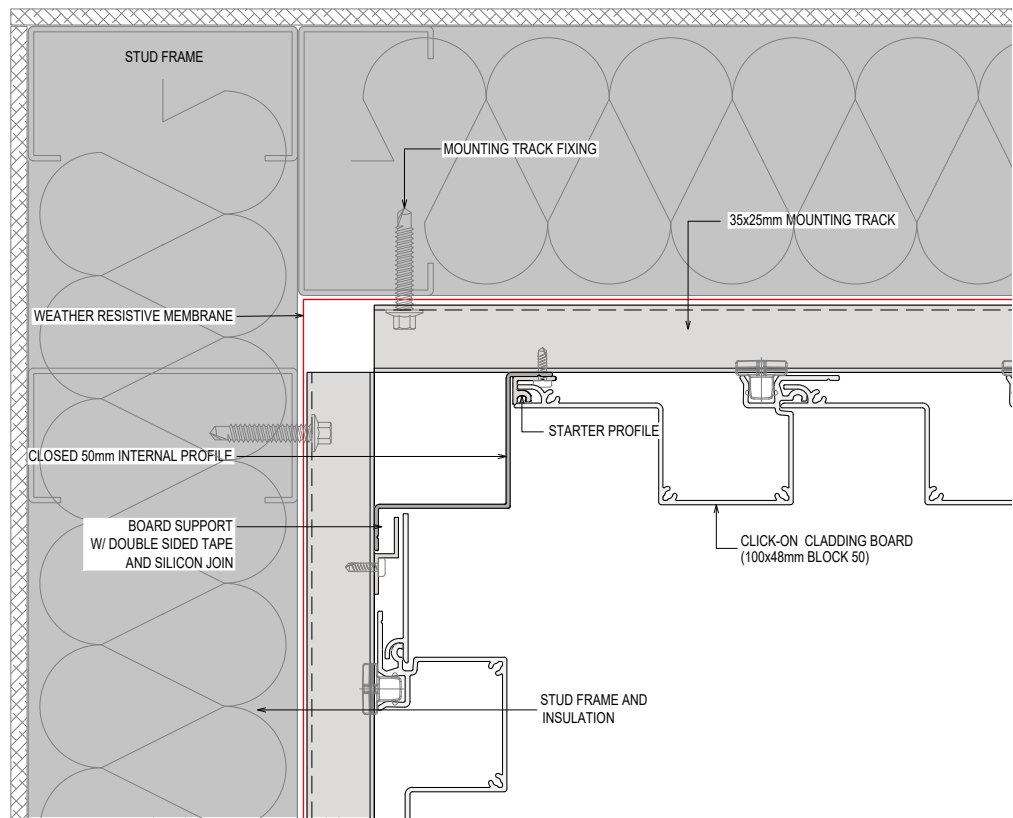 STUD FRAME
MOUNTING TRACK FIXING
35x25mm MOUNTING TRACK
WEATHER RESISTIVE MEMBRANE
STARTER PROFILE
CLOSED 50mm INTERNAL PROFILE
BOARD SUPPORT
W/ DOUBLE SIDED TAPE
AND SILICON JOIN
CLICK-ON CLADDING BOARD
(100x48mm BLOCK 50)
STUD FRAME AND
INSULATION